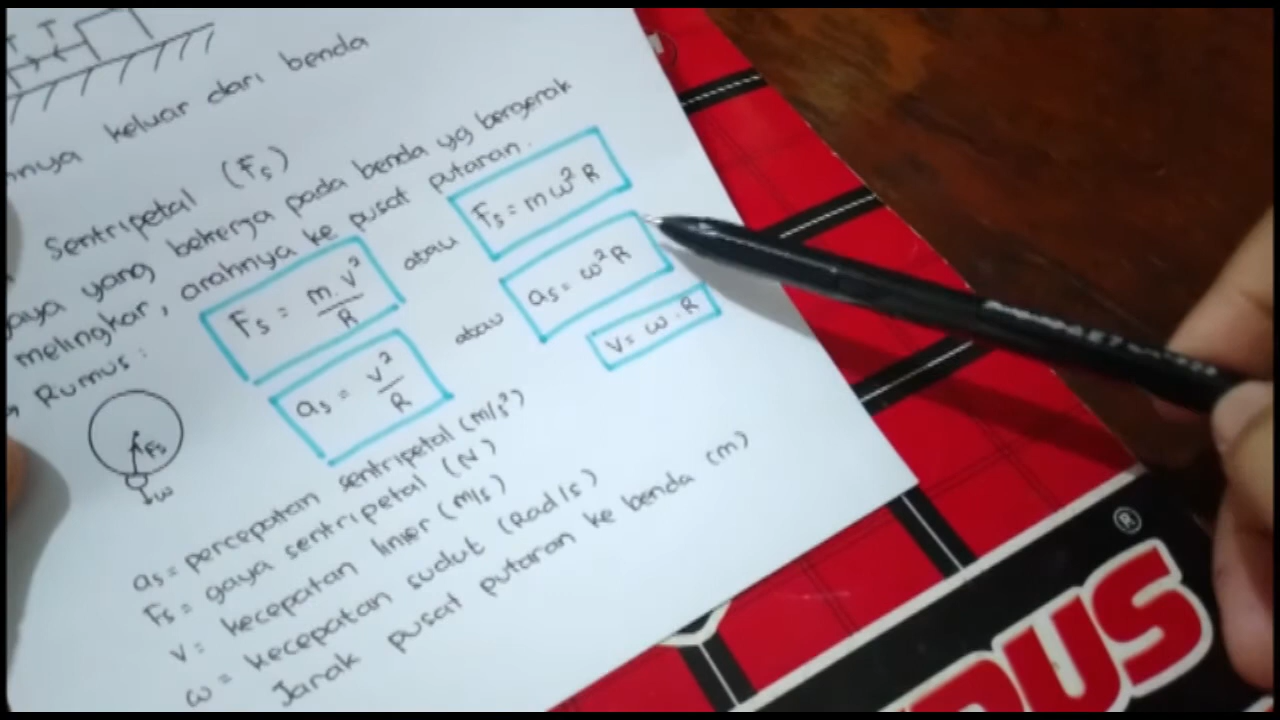 T T
keluar dari benda
Sentripetal (Fs)
yang bekerja pada benda yg bergerak
melingkar, arahnya ke pusat putaran.
Rumus:
Fs = m.v²/R atau Fs = mω²R
as = v²/R atau as = ω²R
v = ω.R
Fs
ω
as = percepatan sentripetal (m/s²)
Fs = gaya sentripetal (N)
v = kecepatan linier (m/s)
ω = kecepatan sudut (Rad/s)
Jarak pusat putaran ke benda (m)
®